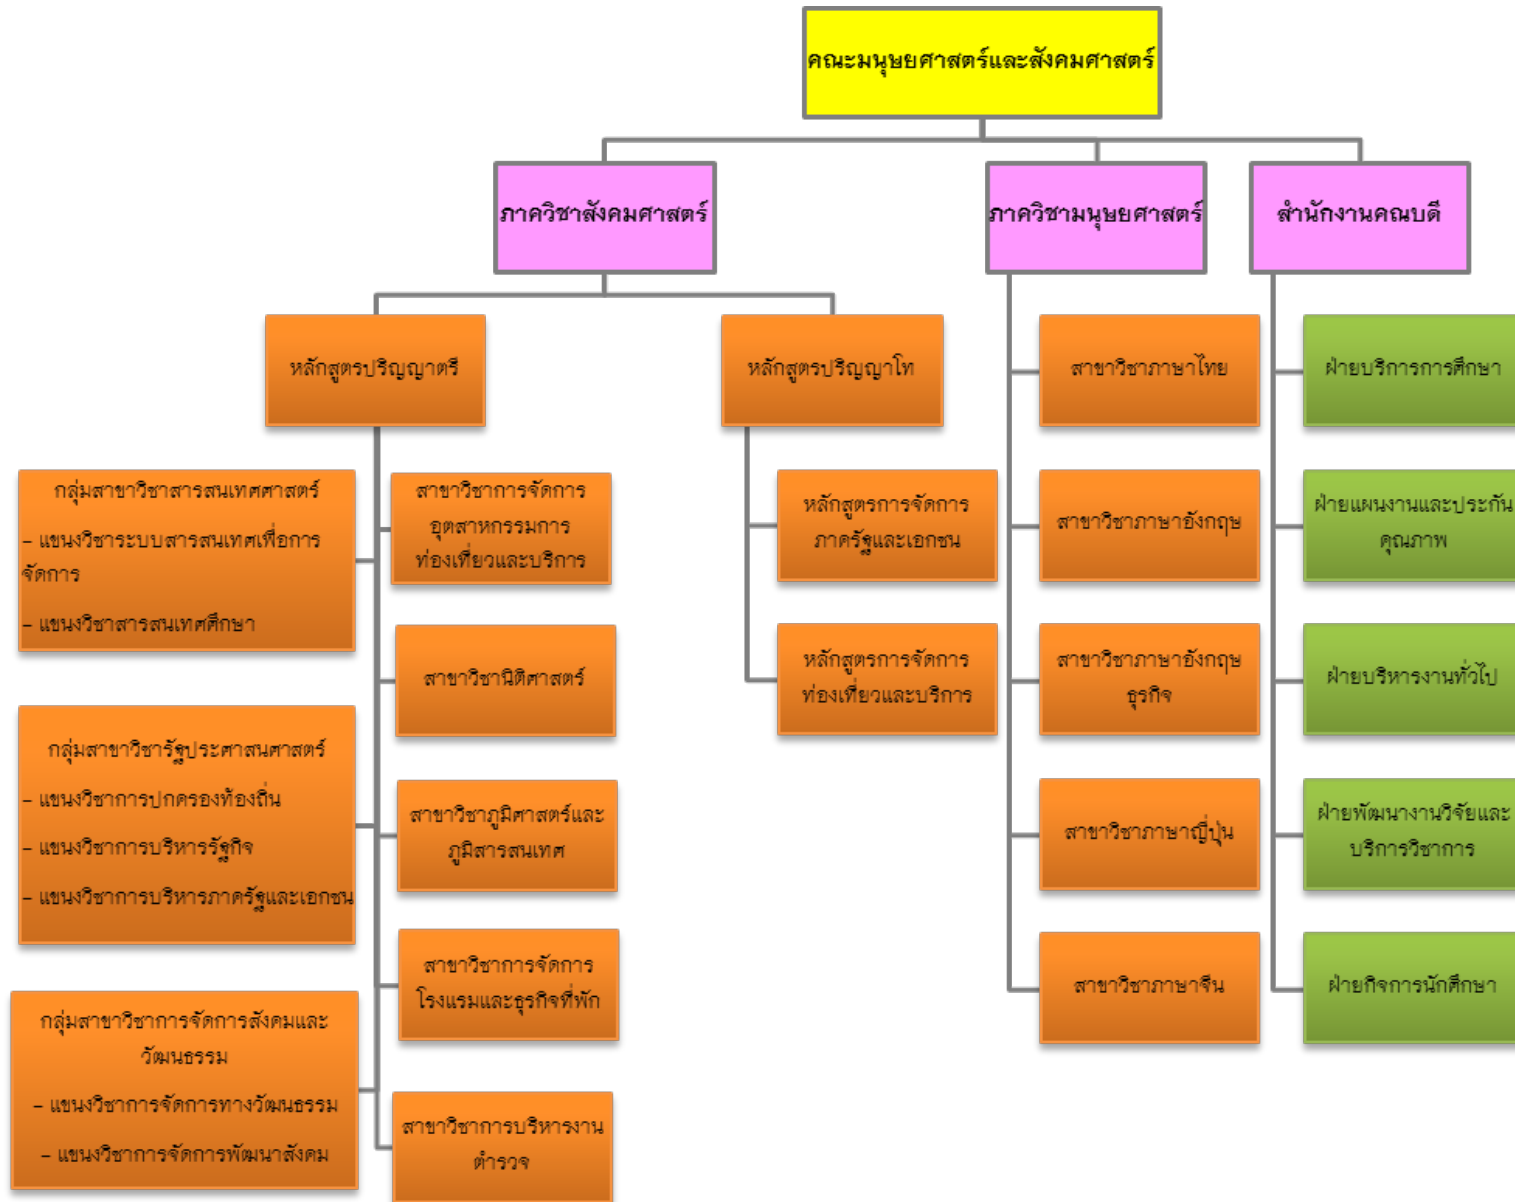 คณะมนุษยศาสตร์และสังคมศาสตร์
ภาควิชาสังคมศาสตร์
ภาควิชามนุษยศาสตร์
สำนักงานคณบดี
หลักสูตรปริญญาตรี
หลักสูตรปริญญาโท
กลุ่มสาขาวิชาสารสนเทศศาสตร์
– แขนงวิชาระบบสารสนเทศเพื่อการ
จัดการ
– แขนงวิชาสารสนเทศศึกษา
กลุ่มสาขาวิชารัฐประศาสนศาสตร์
– แขนงวิชาการปกครองท้องถิ่น
– แขนงวิชาการบริหารรัฐกิจ
– แขนงวิชาการบริหารภาครัฐและเอกชน
กลุ่มสาขาวิชาการจัดการสังคมและ
วัฒนธรรม
– แขนงวิชาการจัดการทางวัฒนธรรม
– แขนงวิชาการจัดการพัฒนาสังคม
สาขาวิชาการจัดการ
อุตสาหกรรมการ
ท่องเที่ยวและบริการ
สาขาวิชานิติศาสตร์
สาขาวิชาภูมิศาสตร์และ
ภูมิสารสนเทศ
สาขาวิชาการจัดการ
โรงแรมและธุรกิจที่พัก
สาขาวิชาการบริหารงาน
ตำรวจ
หลักสูตรการจัดการ
ภาครัฐและเอกชน
หลักสูตรการจัดการ
ท่องเที่ยวและบริการ
สาขาวิชาภาษาไทย
สาขาวิชาภาษาอังกฤษ
สาขาวิชาภาษาอังกฤษ
ธุรกิจ
สาขาวิชาภาษาญี่ปุ่น
สาขาวิชาภาษาจีน
ฝ่ายบริการการศึกษา
ฝ่ายแผนงานและประกัน
คุณภาพ
ฝ่ายบริหารงานทั่วไป
ฝ่ายพัฒนางานวิจัยและ
บริการวิชาการ
ฝ่ายกิจการนักศึกษา